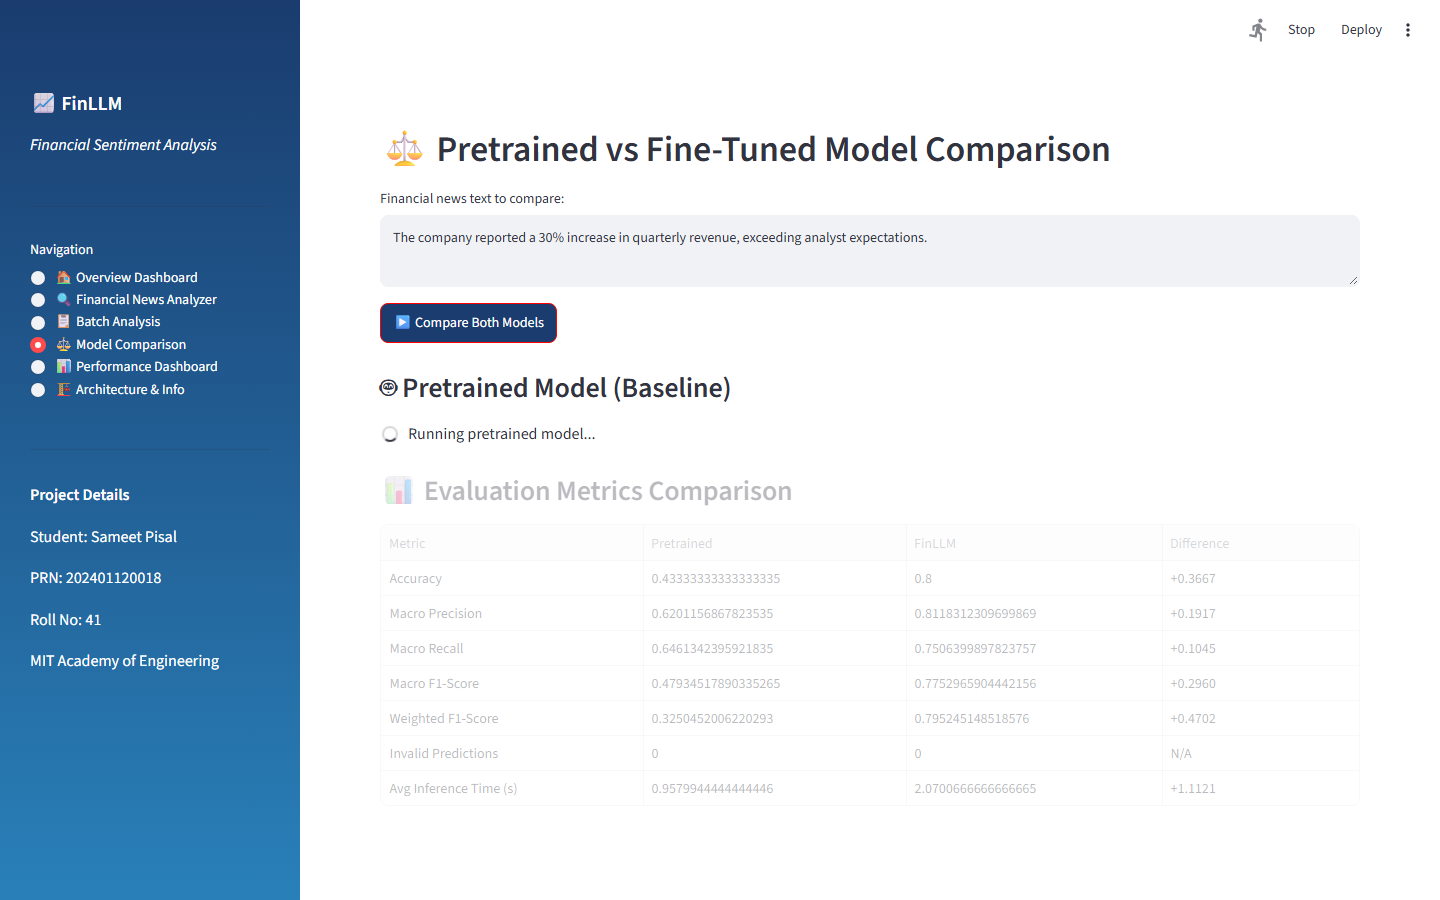 FinLLM
Financial Sentiment Analysis
Navigation
Overview Dashboard
Financial News Analyzer
Batch Analysis
Model Comparison
Performance Dashboard
Architecture & Info
Project Details
Student: Sameet Pisal
PRN: 202401120018
Roll No: 41
MIT Academy of Engineering
Stop Deploy
Pretrained vs Fine-Tuned Model Comparison
Financial news text to compare:
The company reported a 30% increase in quarterly revenue, exceeding analyst expectations.
Compare Both Models
Pretrained Model (Baseline)
Running pretrained model...
Evaluation Metrics Comparison
Metric Pretrained FinLLM Difference
Accuracy 0.43333333333333335 0.8 +0.3667
Macro Precision 0.6201156867823535 0.8118312309699869 +0.1917
Macro Recall 0.6461342395921835 0.7506399897823757 +0.1045
Macro F1-Score 0.47934517890335265 0.7752965904442156 +0.2960
Weighted F1-Score 0.3250452006220293 0.795245148518576 +0.4702
Invalid Predictions 0 0 N/A
Avg Inference Time (s) 0.9579944444444446 2.0700666666666665 +1.1121